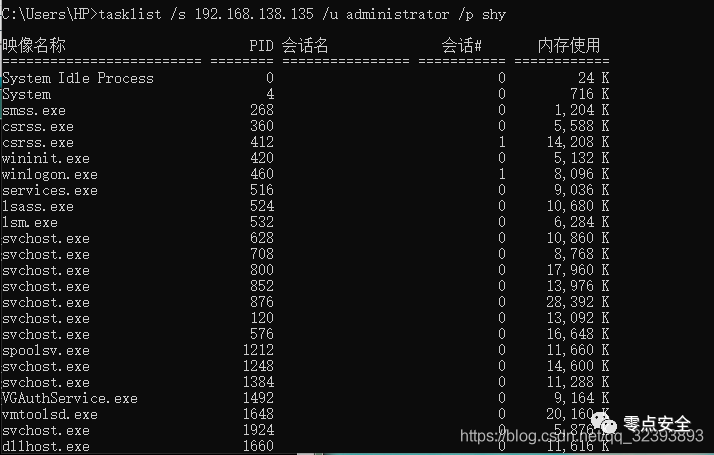 C:\Users\HP>tasklist /s 192.168.138.135 /u administrator /p shy
映像名称 PID 会话名 会话# 内存使用
========================= ======== ================ =========== ============
System Idle Process 0 0 24 K
System 4 0 716 K
smss.exe 268 0 1,204 K
csrss.exe 360 0 5,588 K
csrss.exe 412 1 14,208 K
wininit.exe 420 0 5,132 K
winlogon.exe 460 1 8,096 K
services.exe 516 0 9,036 K
lsass.exe 524 0 10,680 K
lsm.exe 532 0 6,284 K
svchost.exe 628 0 10,860 K
svchost.exe 708 0 8,768 K
svchost.exe 800 0 17,960 K
svchost.exe 852 0 13,976 K
svchost.exe 876 0 28,392 K
svchost.exe 120 0 13,092 K
svchost.exe 576 0 16,648 K
spoolsv.exe 1212 0 11,660 K
svchost.exe 1248 0 14,600 K
svchost.exe 1384 0 11,288 K
VGAuthService.exe 1492 0 9,164 K
vmtoolsd.exe 1648 0 20,160 K
零点安全
svchost.exe 1924 0 5,876 K
https://blog.csdn.net/qq_32393893
dllhost.exe 1660 0 11,616 K